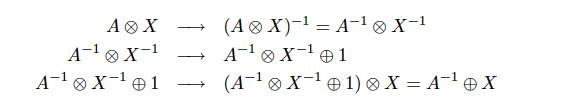 A ⊗ X ⟶ (A ⊗ X)⁻¹ = A⁻¹ ⊗ X⁻¹
A⁻¹ ⊗ X⁻¹ ⟶ A⁻¹ ⊗ X⁻¹ ⊕ 1
A⁻¹ ⊗ X⁻¹ ⊕ 1 ⟶ (A⁻¹ ⊗ X⁻¹ ⊕ 1) ⊗ X = A⁻¹ ⊕ X